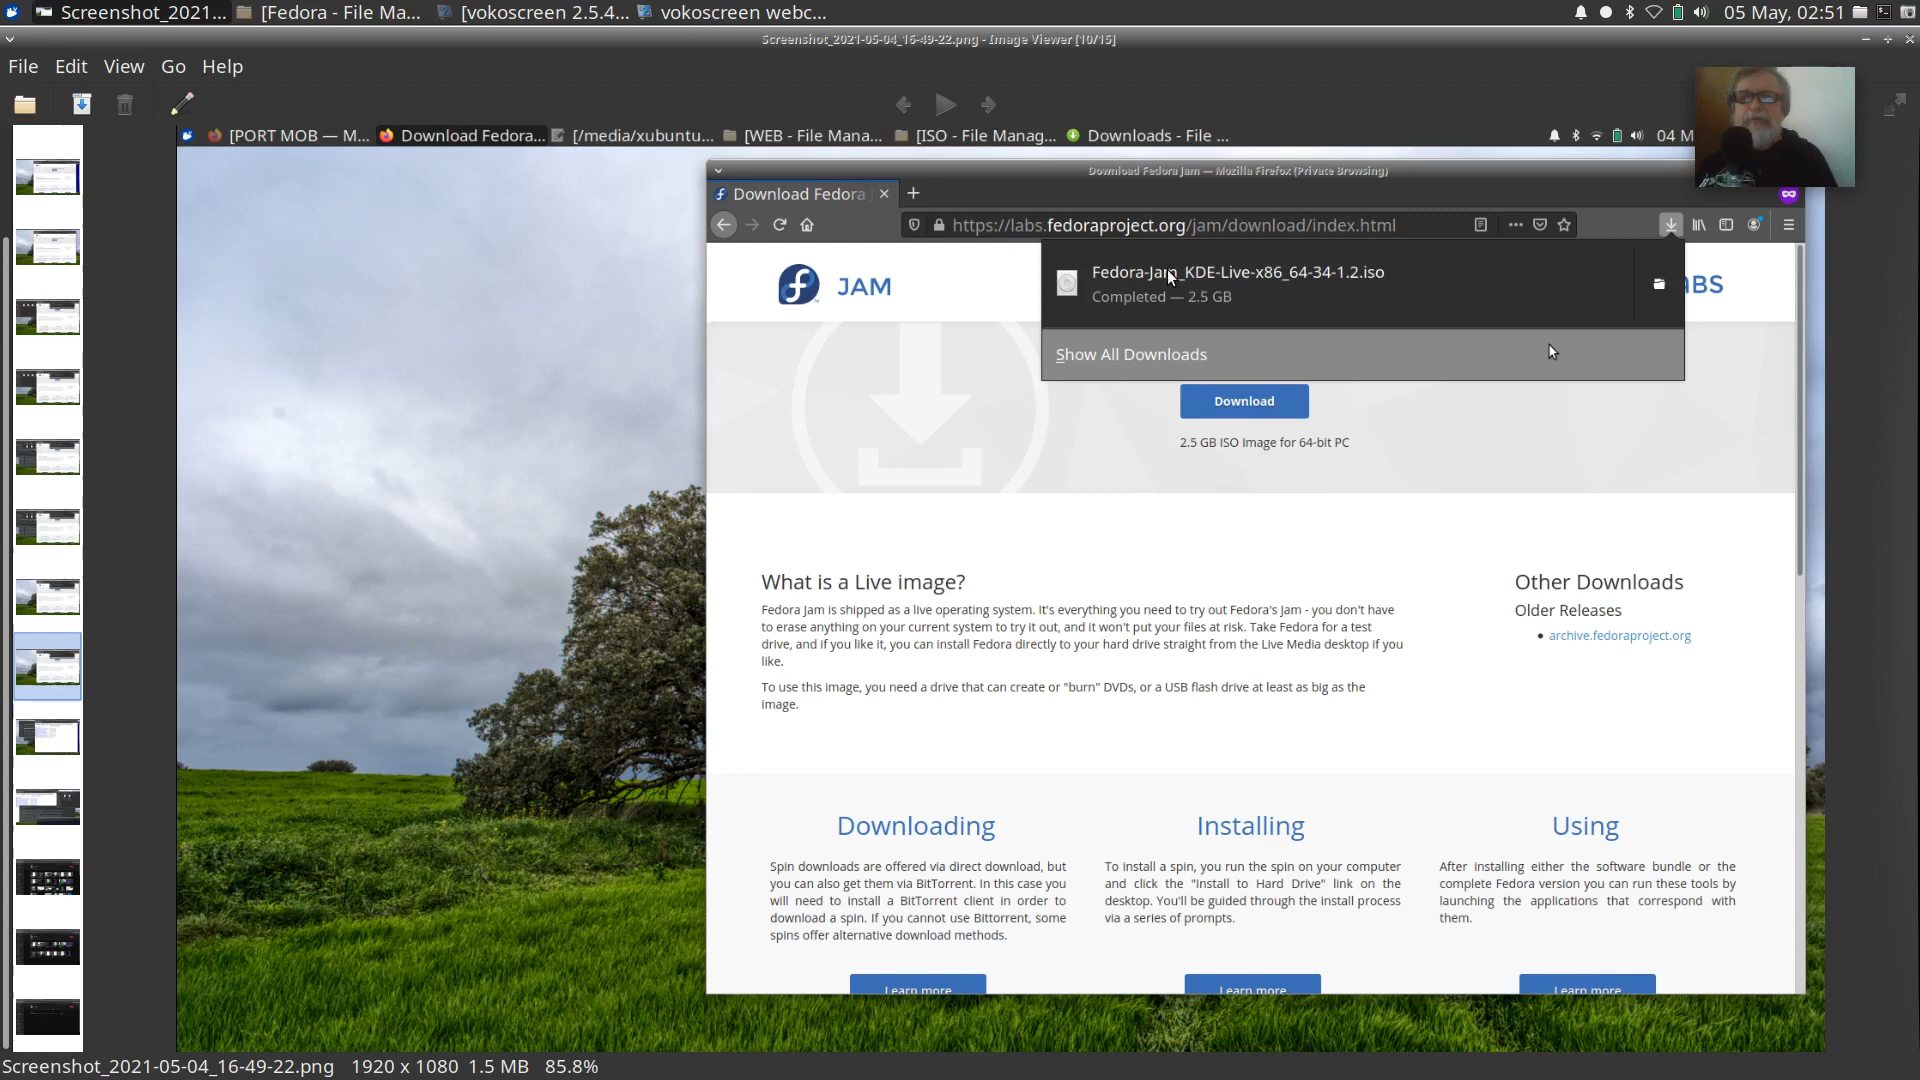 Screenshot_2021...
[Fedora - File Ma...
[vokoscreen 2.5.4...
vokoscreen webc...
05 May, 02:51
Screenshot_2021-05-04_16-49-22.png - Image Viewer [10/15]
File Edit View Go Help
[PORT MOB — M...
Download Fedora...
[/media/xubuntu...
[WEB - File Mana...
[ISO - File Manag...
Downloads - File ...
04 M
Download Fedora Jam — Mozilla Firefox (Private Browsing)
Download Fedora J
https://labs.fedoraproject.org/jam/download/index.html
JAM
ABS
Fedora-Jam_KDE-Live-x86_64-34-1.2.iso
Completed — 2.5 GB
Show All Downloads
Download
2.5 GB ISO Image for 64-bit PC
What is a Live image?
Fedora Jam is shipped as a live operating system. It's everything you need to try out Fedora's Jam - you don't have
to erase anything on your current system to try it out, and it won't put your files at risk. Take Fedora for a test
drive, and if you like it, you can install Fedora directly to your hard drive straight from the Live Media desktop if you
like.
To use this image, you need a drive that can create or "burn" DVDs, or a USB flash drive at least as big as the
image.
Other Downloads
Older Releases
archive.fedoraproject.org
Downloading
Spin downloads are offered via direct download, but
you can also get them via BitTorrent. In this case you
will need to install a BitTorrent client in order to
download a spin. If you cannot use Bittorrent, some
spins offer alternative download methods.
Learn more
Installing
To install a spin, you run the spin on your computer
and click the "Install to Hard Drive" link on the
desktop. You'll be guided through the install process
via a series of prompts.
Learn more
Using
After installing either the software bundle or the
complete Fedora version you can run these tools by
launching the applications that correspond with
them.
Learn more
Screenshot_2021-05-04_16-49-22.png 1920 x 1080 1.5 MB 85.8%